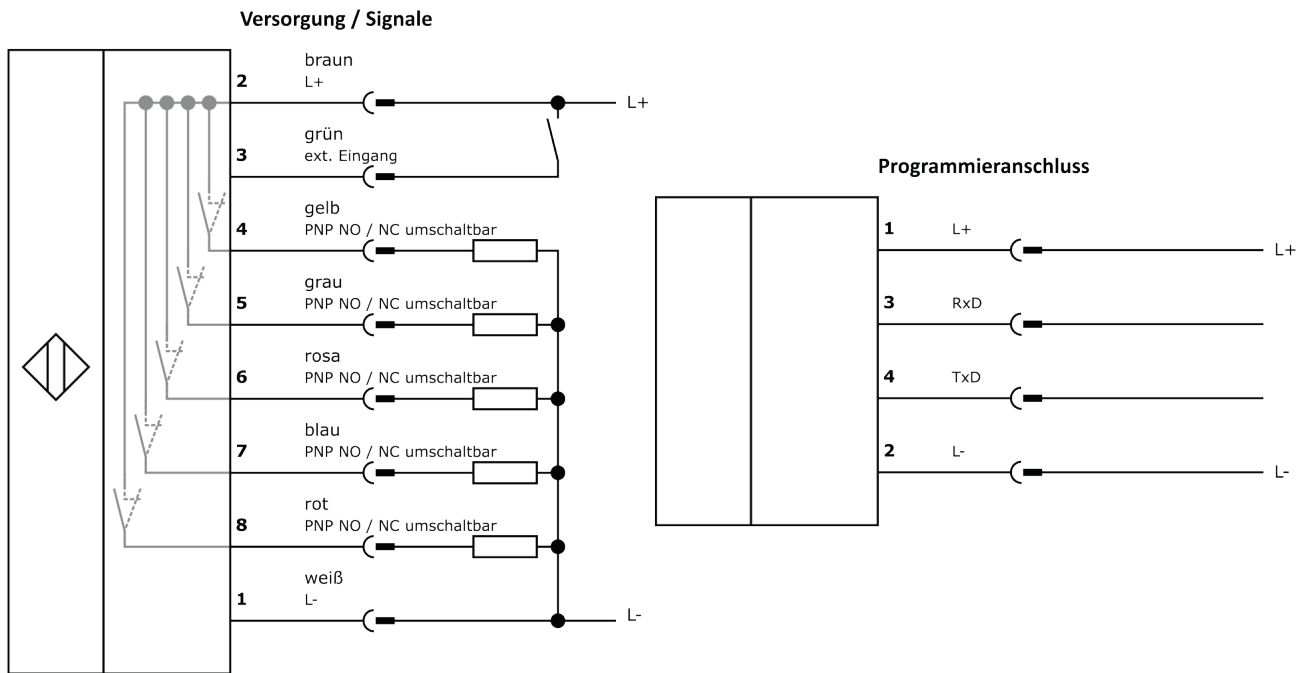 Versorgung / Signale
braun
2
L+
L+
grün
3
ext. Eingang
gelb
4
PNP NO / NC umschaltbar
grau
5
PNP NO / NC umschaltbar
rosa
6
PNP NO / NC umschaltbar
blau
7
PNP NO / NC umschaltbar
rot
8
PNP NO / NC umschaltbar
weiß
1
L-
L-
Programmieranschluss
1 L+
L+
3 RxD
4 TxD
2 L-
L-